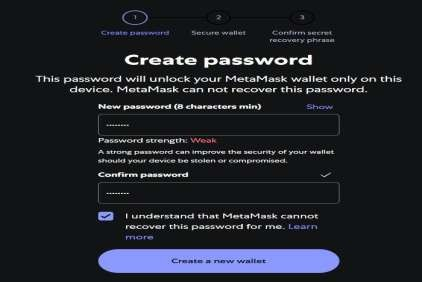 1 2 3
Create password Secure wallet Confirm secret
recovery phrase
Create password
This password will unlock your MetaMask wallet only on this
device. MetaMask can not recover this password.
New password (8 characters min) Show
••••••••
Password strength: Weak
A strong password can improve the security of your wallet
should your device be stolen or compromised.
Confirm password
••••••••
I understand that MetaMask cannot
recover this password for me. Learn
more
Create a new wallet